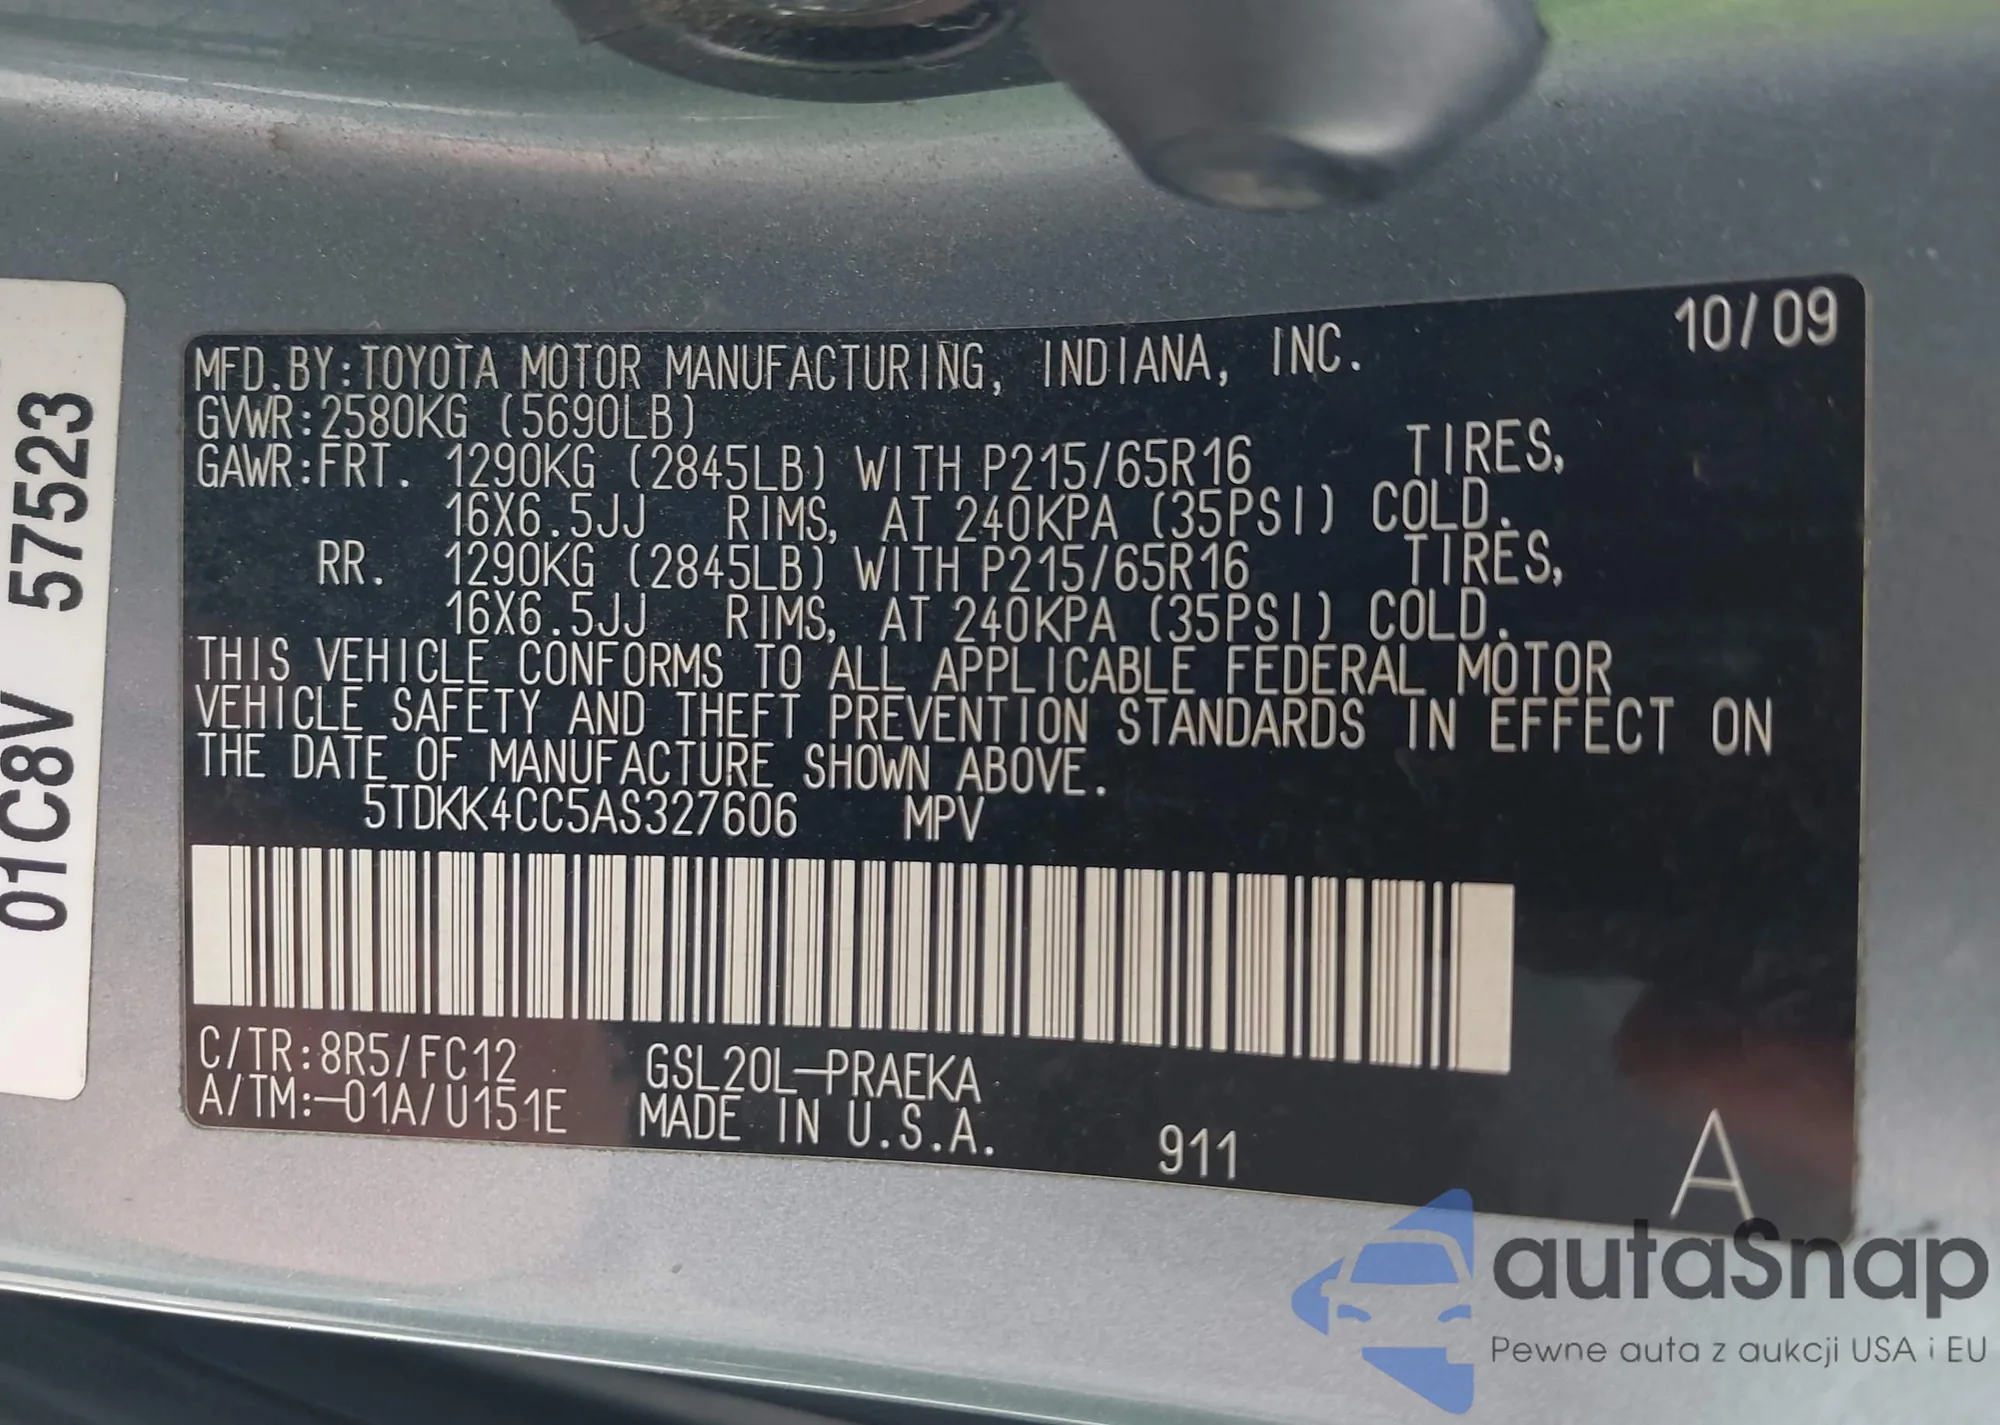 10/09
MFD.BY:TOYOTA MOTOR MANUFACTURING, INDIANA, INC.
GVWR:2580KG (5690LB)
GAWR:FRT. 1290KG (2845LB) WITH P215/65R16 TIRES,
16X6.5JJ RIMS, AT 240KPA (35PSI) COLD.
RR. 1290KG (2845LB) WITH P215/65R16 TIRES,
16X6.5JJ RIMS, AT 240KPA (35PSI) COLD.
THIS VEHICLE CONFORMS TO ALL APPLICABLE FEDERAL MOTOR
VEHICLE SAFETY AND THEFT PREVENTION STANDARDS IN EFFECT ON
THE DATE OF MANUFACTURE SHOWN ABOVE.
5TDKK4CC5AS327606 MPV
C/TR:8R5/FC12 GSL20L-PRAEKA
A/TM:-01A/U151E MADE IN U.S.A. 911 A
01C8V 57523
autaSnap
Pewne auta z aukcji USA i EU